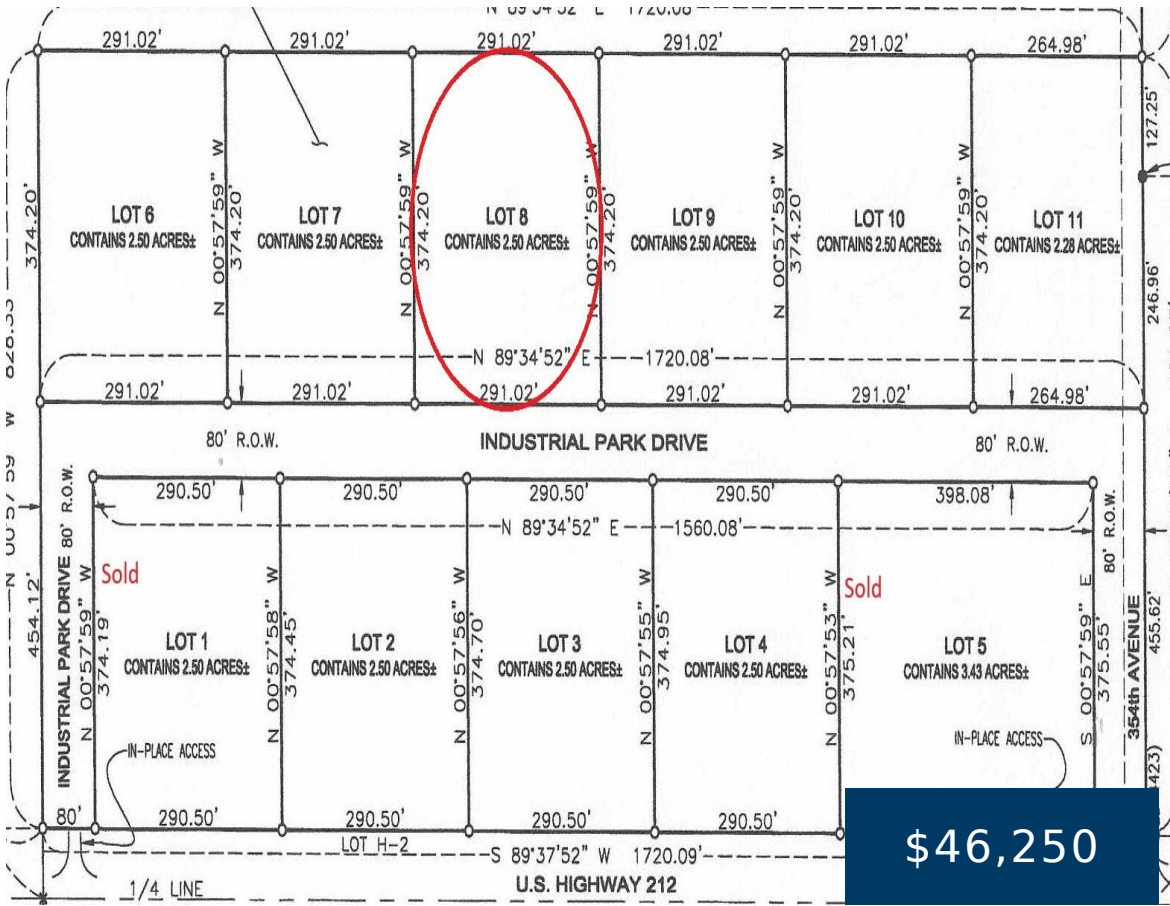 N 89°34'52" E 1720.08'
291.02' 291.02' 291.02' 291.02' 291.02' 264.98'
127.25'
374.20'
N 00°57'59" W
374.20'
N 00°57'59" W
374.20'
N 00°57'59" W
374.20'
N 00°57'59" W
374.20'
N 00°57'59" W
374.20'
246.96'
LOT 6
CONTAINS 2.50 ACRES±
LOT 7
CONTAINS 2.50 ACRES±
LOT 8
CONTAINS 2.50 ACRES±
LOT 9
CONTAINS 2.50 ACRES±
LOT 10
CONTAINS 2.50 ACRES±
LOT 11
CONTAINS 2.28 ACRES±
N 00°57'59" W 828.33'
N 89°34'52" E 1720.08'
291.02' 291.02' 291.02' 291.02' 291.02' 264.98'
80' R.O.W.
INDUSTRIAL PARK DRIVE
80' R.O.W.
290.50' 290.50' 290.50' 290.50' 398.08'
N 89°34'52" E 1560.08'
454.12'
INDUSTRIAL PARK DRIVE 80' R.O.W.
Sold
N 00°57'59" W
374.19'
LOT 1
CONTAINS 2.50 ACRES±
N 00°57'58" W
374.45'
LOT 2
CONTAINS 2.50 ACRES±
N 00°57'56" W
374.70'
LOT 3
CONTAINS 2.50 ACRES±
N 00°57'55" W
374.95'
LOT 4
CONTAINS 2.50 ACRES±
N 00°57'53" W
375.21'
Sold
LOT 5
CONTAINS 3.43 ACRES±
S 00°57'59" E
375.55'
80' R.O.W.
354th AVENUE
455.62'
IN-PLACE ACCESS
IN-PLACE ACCESS
423)
80' 290.50' 290.50' 290.50' 290.50'
LOT H-2
S 89°37'52" W 1720.09'
1/4 LINE
U.S. HIGHWAY 212
$46,250